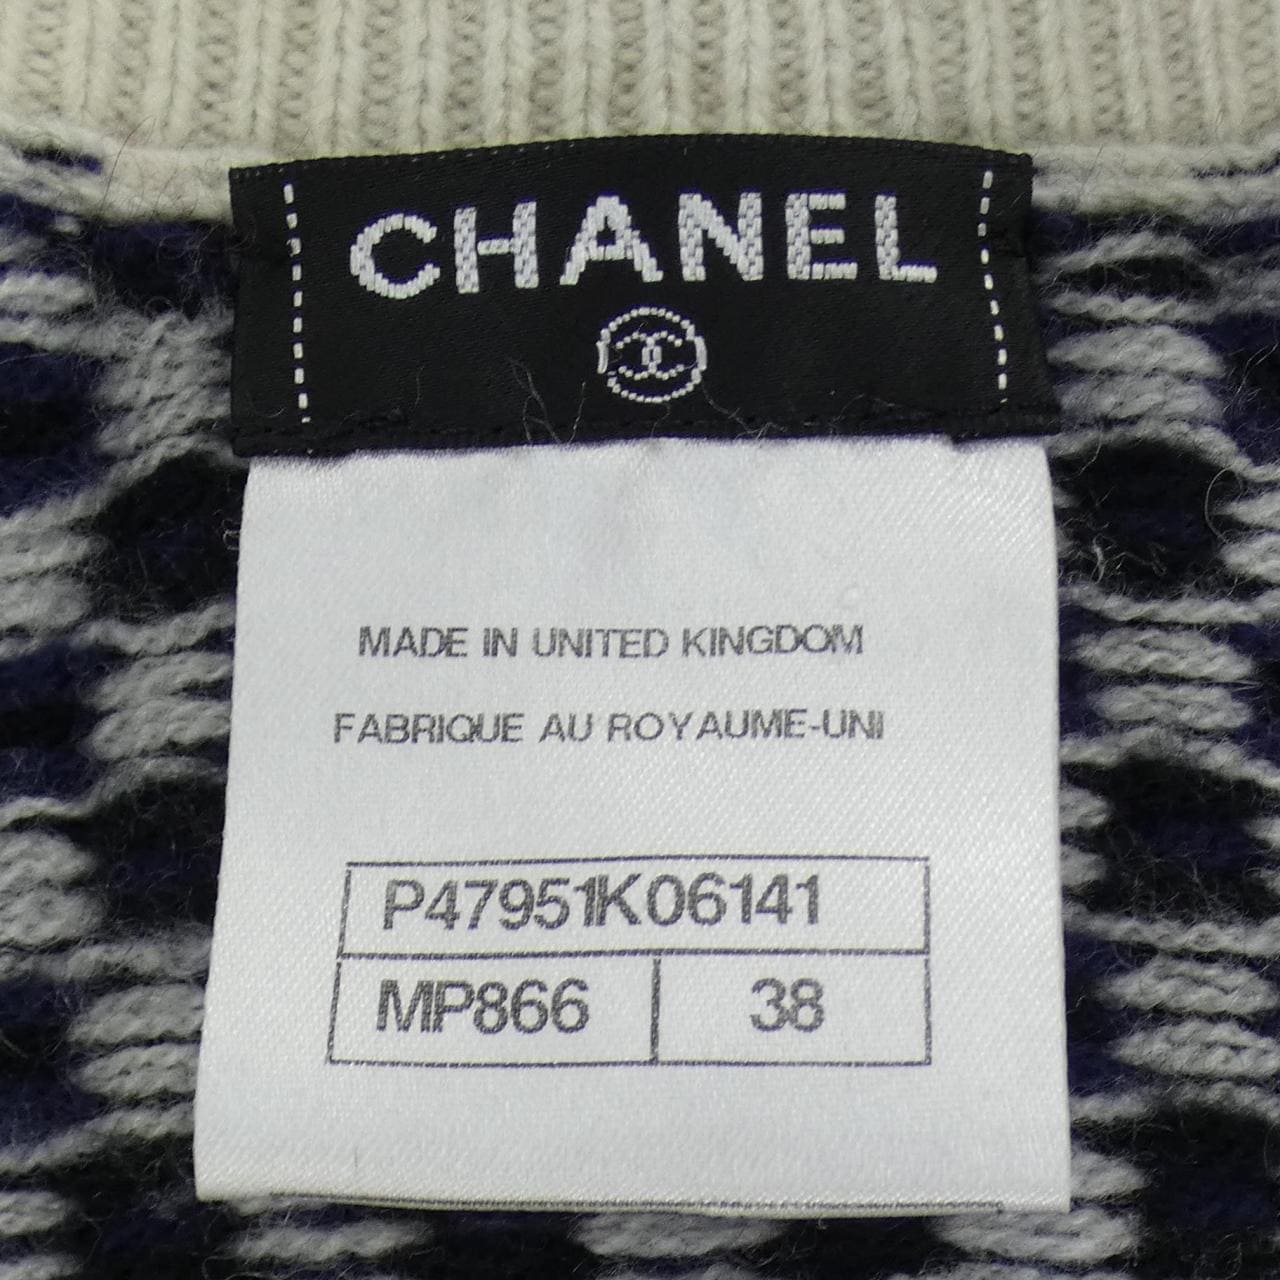 CHANEL
MADE IN UNITED KINGDOM
FABRIQUE AU ROYAUME-UNI
P47951K06141
MP866 38